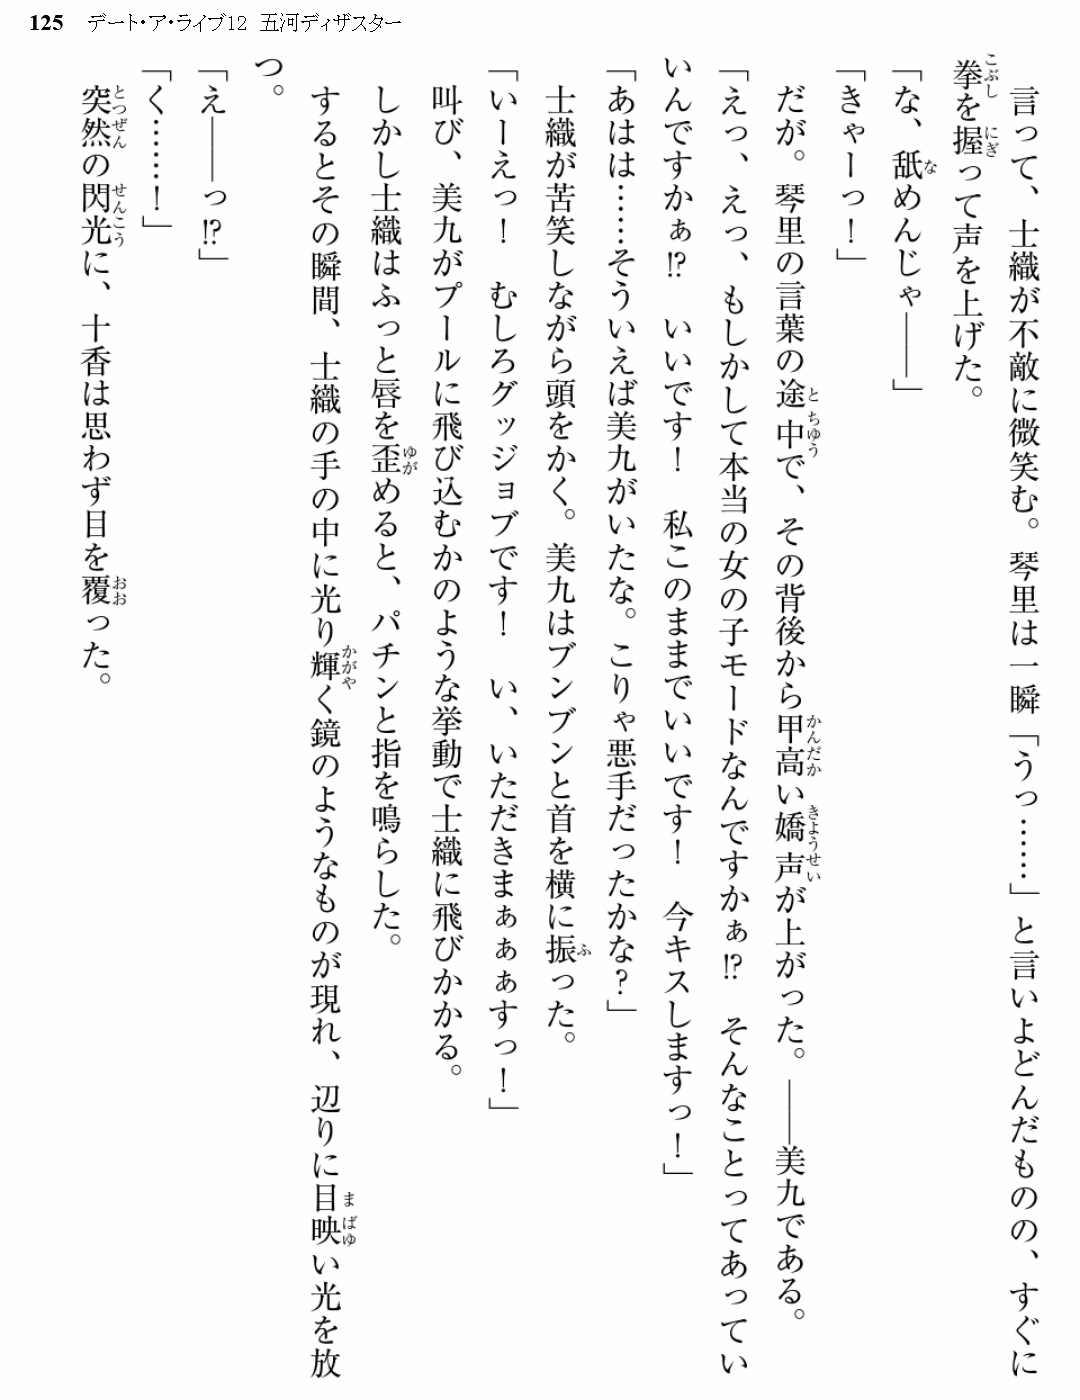 125　デート・ア・ライブ12 五河ディザスター
　言って、士織が不敵に微笑む。琴里は一瞬「うっ……」と言いよどんだものの、すぐに
拳を握って声を上げた。
「な、舐めんじゃ――」
「きゃーっ！」
　だが。琴里の言葉の途中で、その背後から甲高い嬌声が上がった。――美九である。
「えっ、えっ、もしかして本当の女の子モードなんですかぁ!?　そんなことってあってい
いんですかぁ!?　いいです！　私このままでいいです！　今キスしますっ！」
「あはは……そういえば美九がいたな。こりゃ悪手だったかな？」
　士織が苦笑しながら頭をかく。美九はブンブンと首を横に振った。
「いーえっ！　むしろグッジョブです！　い、いただきまぁぁぁすっ！」
　叫び、美九がプールに飛び込むかのような挙動で士織に飛びかかる。
　しかし士織はふっと唇を歪めると、パチンと指を鳴らした。
　するとその瞬間、士織の手の中に光り輝く鏡のようなものが現れ、辺りに目映い光を放
つ。
「え――っ!?」
「く……！」
　突然の閃光に、十香は思わず目を覆った。